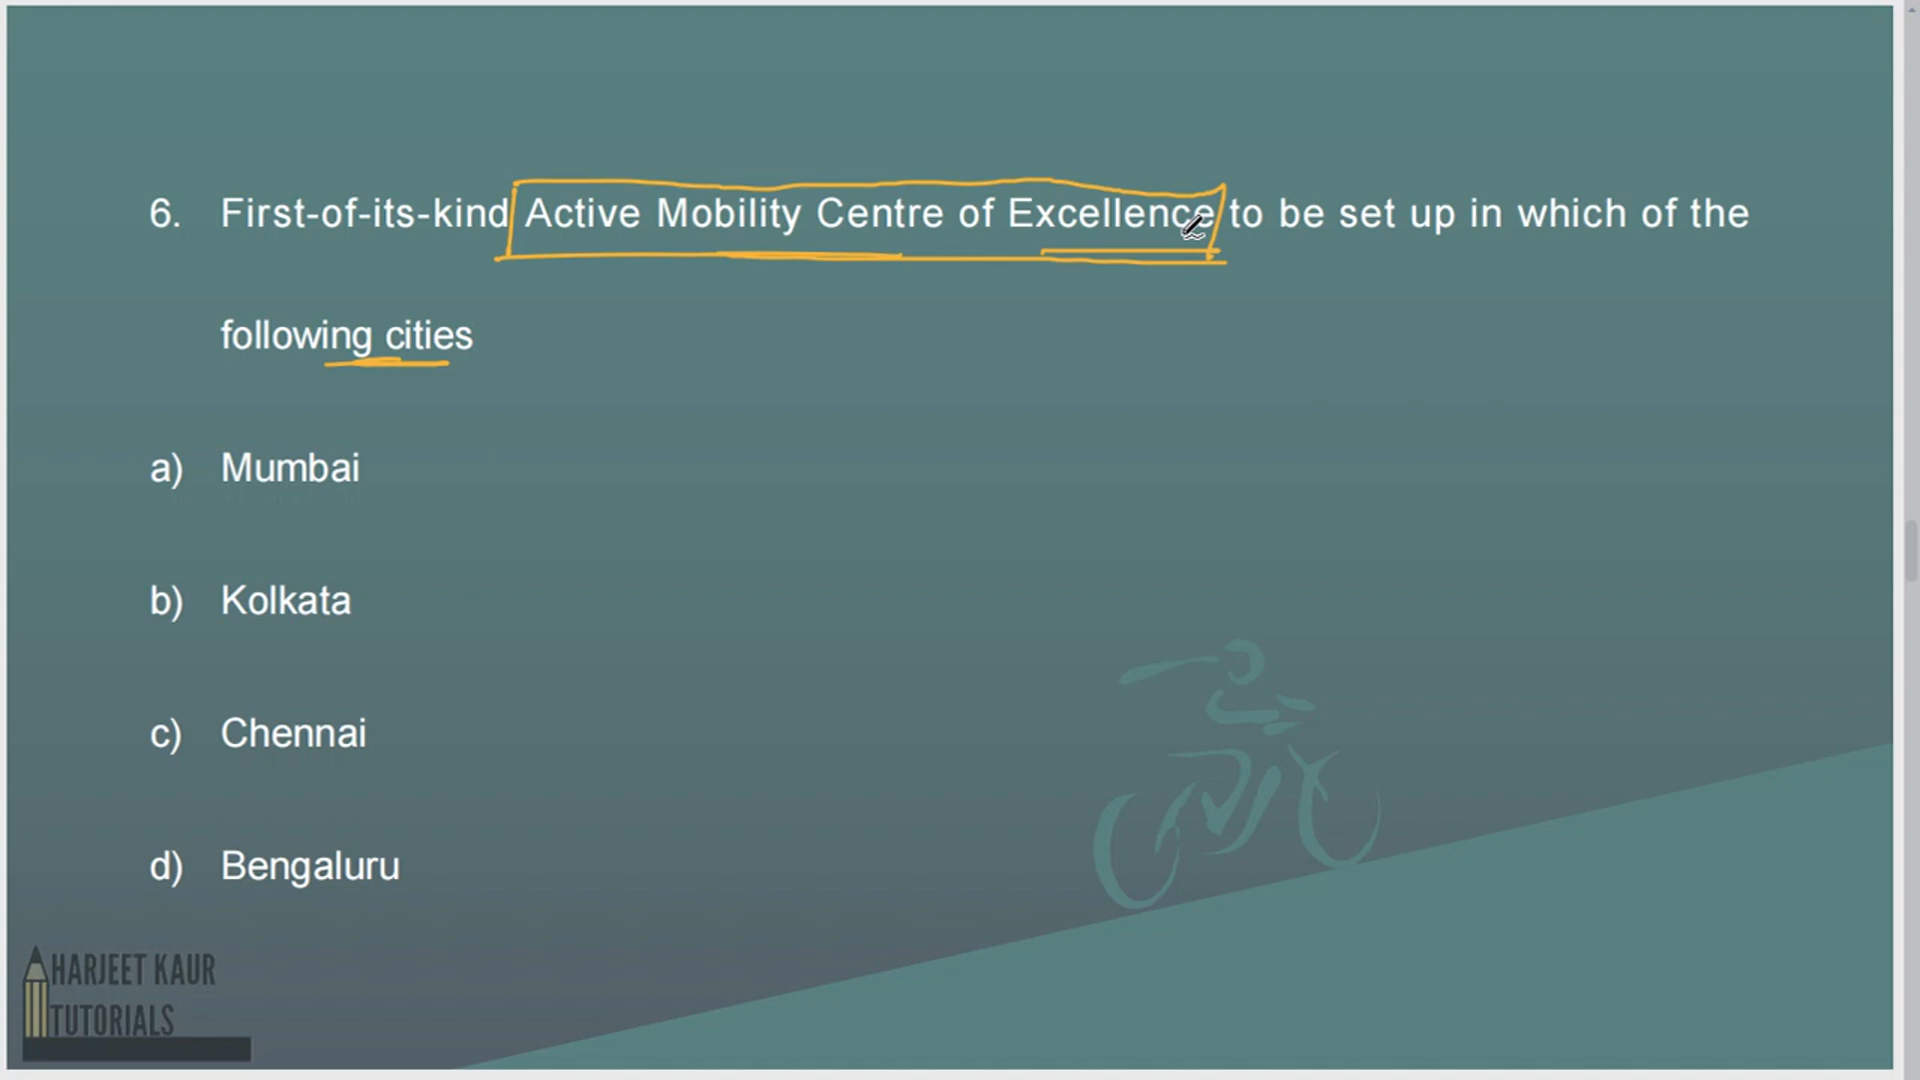 6. First-of-its-kind Active Mobility Centre of Excellence to be set up in which of the
following cities
a) Mumbai
b) Kolkata
c) Chennai
d) Bengaluru
HARJEET KAUR
TUTORIALS